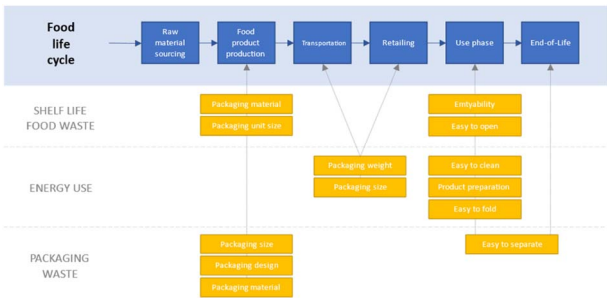 Food
life
cycle
Raw
material
sourcing
Food
product
production
Transportation
Retailing
Use phase
End-of-Life
SHELF LIFE
FOOD WASTE
Packaging material
Packaging unit size
Emtyability
Easy to open
ENERGY USE
Packaging weight
Packaging size
Easy to clean
Product preparation
Easy to fold
PACKAGING
WASTE
Packaging size
Packaging design
Packaging material
Easy to separate